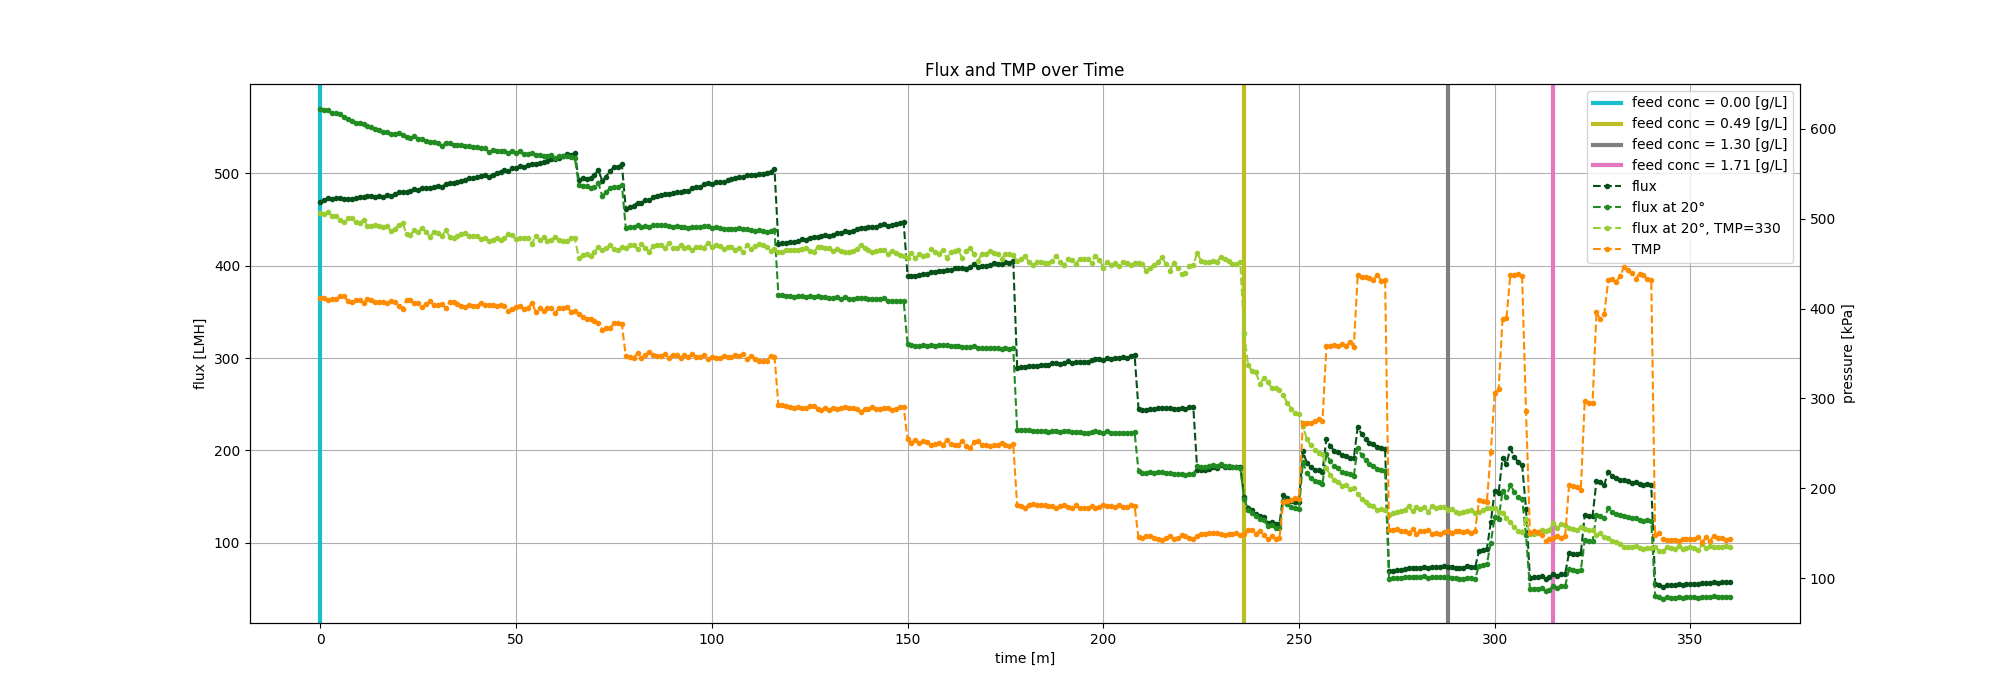 Flux and TMP over Time
feed conc = 0.00 [g/L]
feed conc = 0.49 [g/L]
feed conc = 1.30 [g/L]
feed conc = 1.71 [g/L]
flux
flux at 20°
flux at 20°, TMP=330
TMP
flux [LMH]
500
400
300
200
100
600
500
400
300
200
100
pressure [kPa]
0 50 100 150 200 250 300 350
time [m]